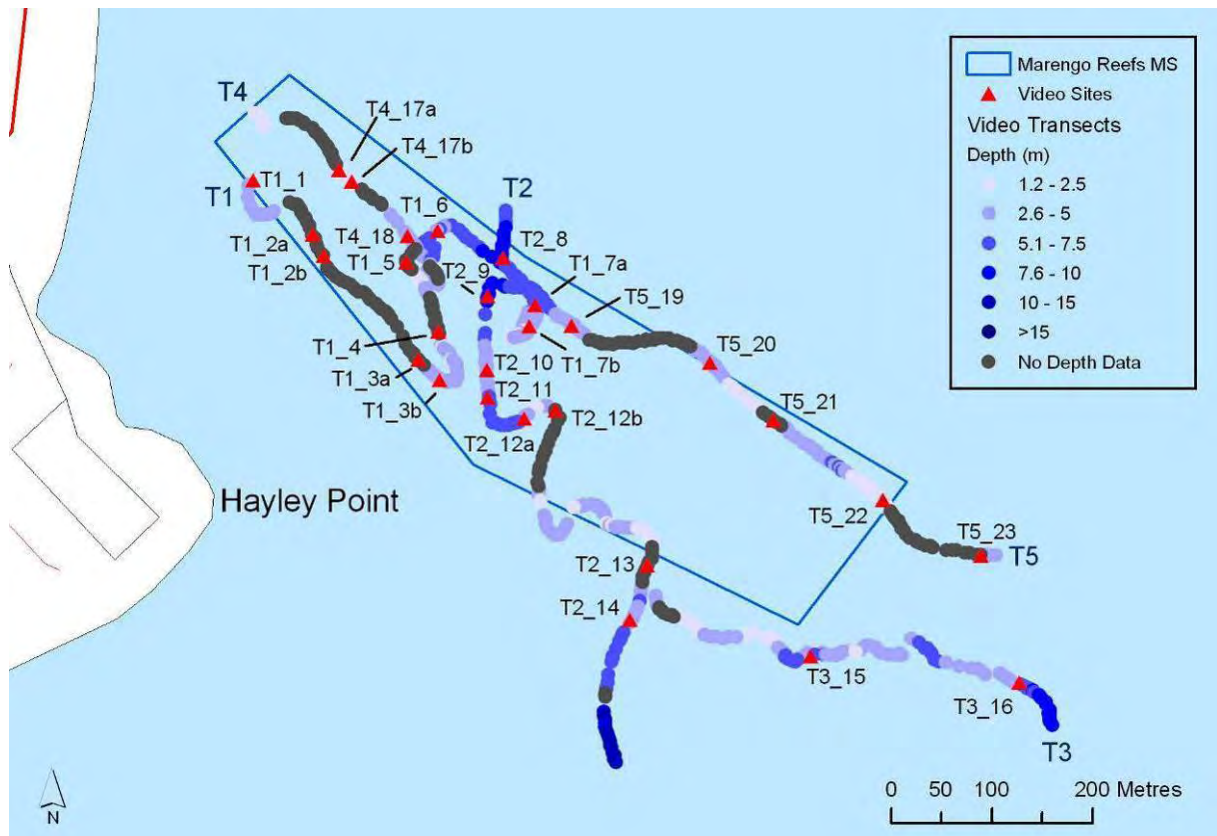 T4
T4_17a
T4_17b
T1_1
T1
T1_6
T2
T4_18
T2_8
T1_2a
T1_5
T1_2b
T2_9
T1_7a
T5_19
T1_4
T2_10
T1_7b
T5_20
T1_3a
T2_11
T1_3b
T2_12a
T2_12b
T5_21
Hayley Point
T5_22
T5_23
T5
T2_13
T2_14
T3_15
T3_16
T3
Marengo Reefs MS
Video Sites
Video Transects
Depth (m)
1.2 - 2.5
2.6 - 5
5.1 - 7.5
7.6 - 10
10 - 15
>15
No Depth Data
N
0 50 100 200 Metres